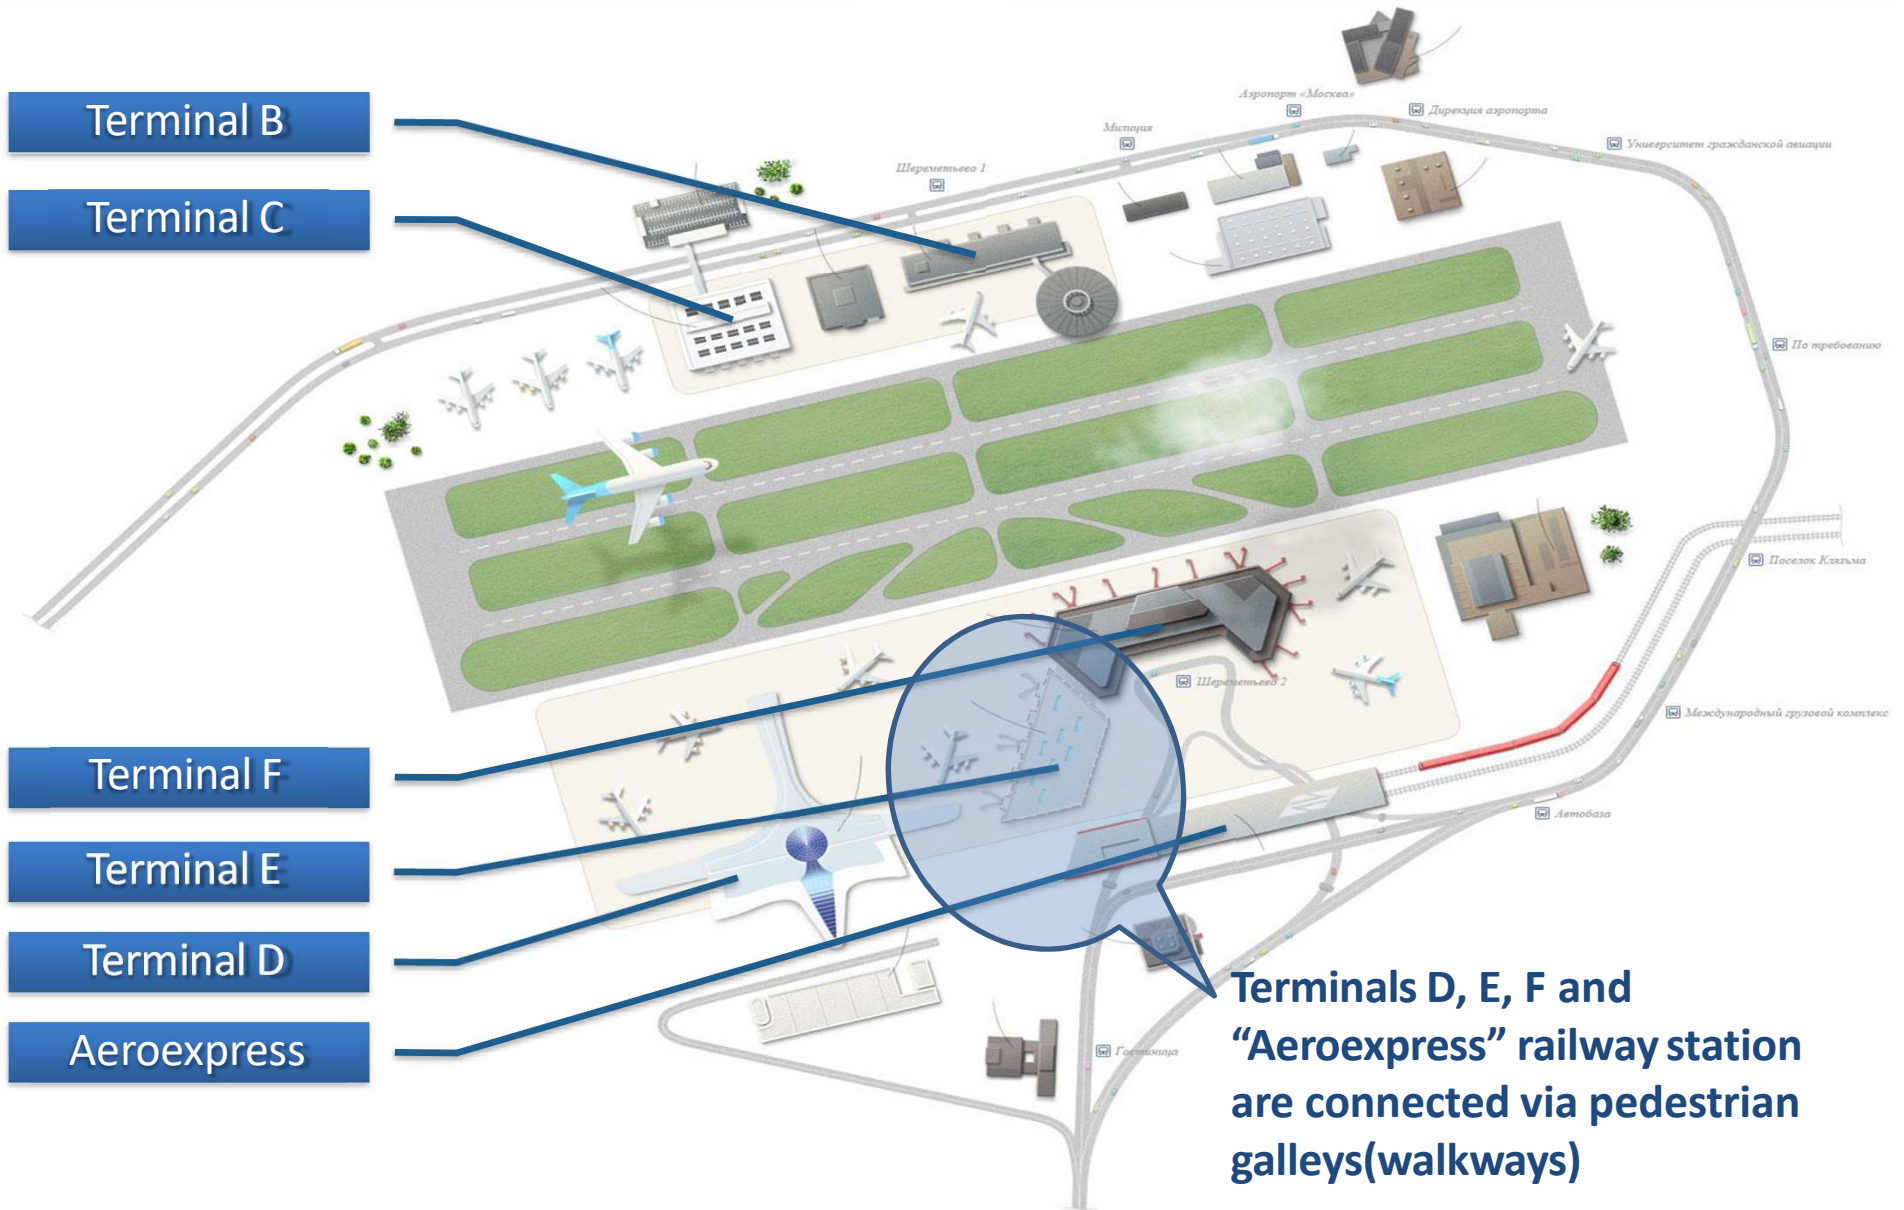 Terminal B
Terminal C
Аэропорт «Москва»
Дирекция аэропорта
Милиция
Университет гражданской авиации
Шереметьево 1
По требованию
Поселок Клязьма
Шереметьево 2
Международный грузовой комплекс
Terminal F
Автобаза
Terminal E
Terminal D
Aeroexpress
Гостиница
Terminals D, E, F and
“Aeroexpress” railway station
are connected via pedestrian
galleys(walkways)